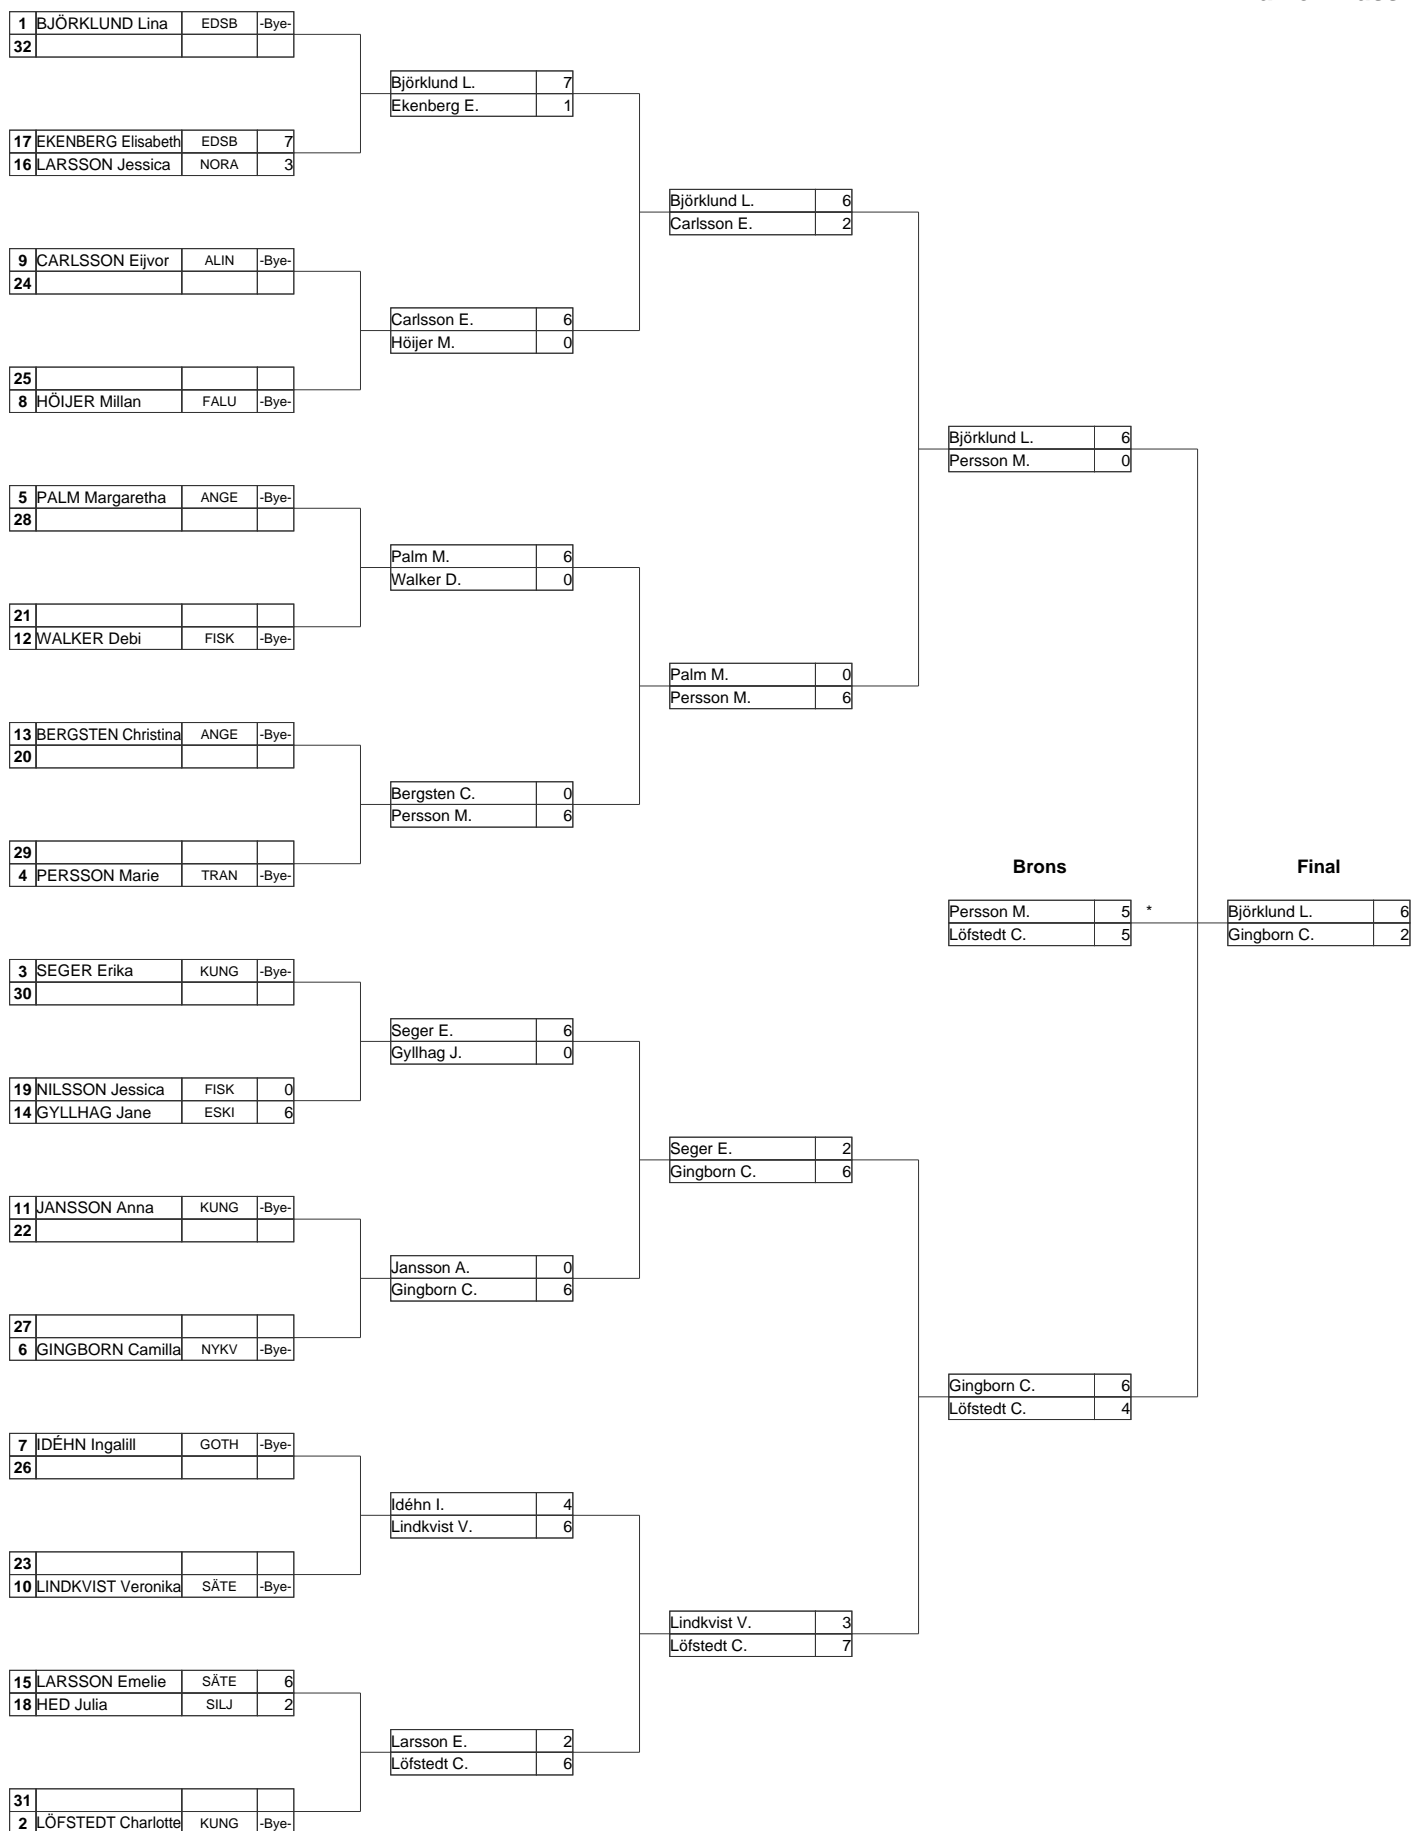 1 BJÖRKLUND Lina EDSB -Bye-
32
Björklund L. 7
Ekenberg E. 1
17 EKENBERG Elisabeth EDSB 7
16 LARSSON Jessica NORA 3
Björklund L. 6
Carlsson E. 2
9 CARLSSON Eijvor ALIN -Bye-
24
Carlsson E. 6
Höijer M. 0
25
8 HÖIJER Millan FALU -Bye-
Björklund L. 6
Persson M. 0
5 PALM Margaretha ANGE -Bye-
28
Palm M. 6
Walker D. 0
21
12 WALKER Debi FISK -Bye-
Palm M. 0
Persson M. 6
13 BERGSTEN Christina ANGE -Bye-
20
Bergsten C. 0
Persson M. 6
29
4 PERSSON Marie TRAN -Bye-
Brons Final
Persson M. 5 * Björklund L. 6
Löfstedt C. 5 Gingborn C. 2
3 SEGER Erika KUNG -Bye-
30
Seger E. 6
Gyllhag J. 0
19 NILSSON Jessica FISK 0
14 GYLLHAG Jane ESKI 6
Seger E. 2
Gingborn C. 6
11 JANSSON Anna KUNG -Bye-
22
Jansson A. 0
Gingborn C. 6
27
6 GINGBORN Camilla NYKV -Bye-
Gingborn C. 6
Löfstedt C. 4
7 IDÉHN Ingalill GOTH -Bye-
26
Idéhn I. 4
Lindkvist V. 6
23
10 LINDKVIST Veronika SÄTE -Bye-
Lindkvist V. 3
Löfstedt C. 7
15 LARSSON Emelie SÄTE 6
18 HED Julia SILJ 2
Larsson E. 2
Löfstedt C. 6
31
2 LÖFSTEDT Charlotte KUNG -Bye-